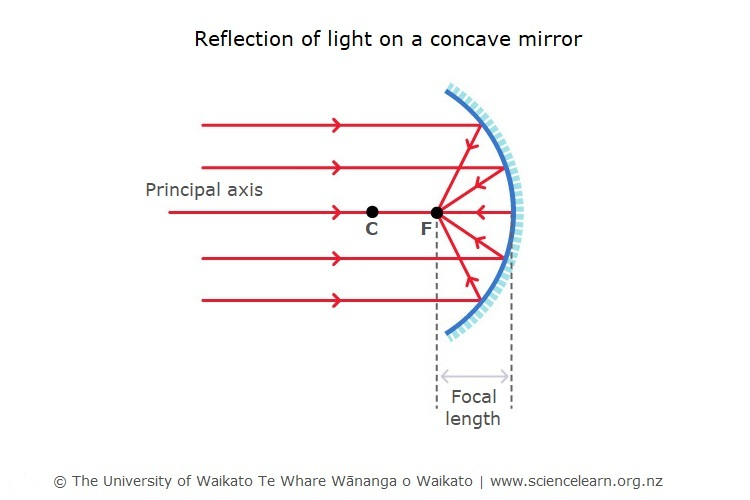 Reflection of light on a concave mirror
Principal axis
C
F
Focal
length
© The University of Waikato Te Whare Wānanga o Waikato | www.sciencelearn.org.nz